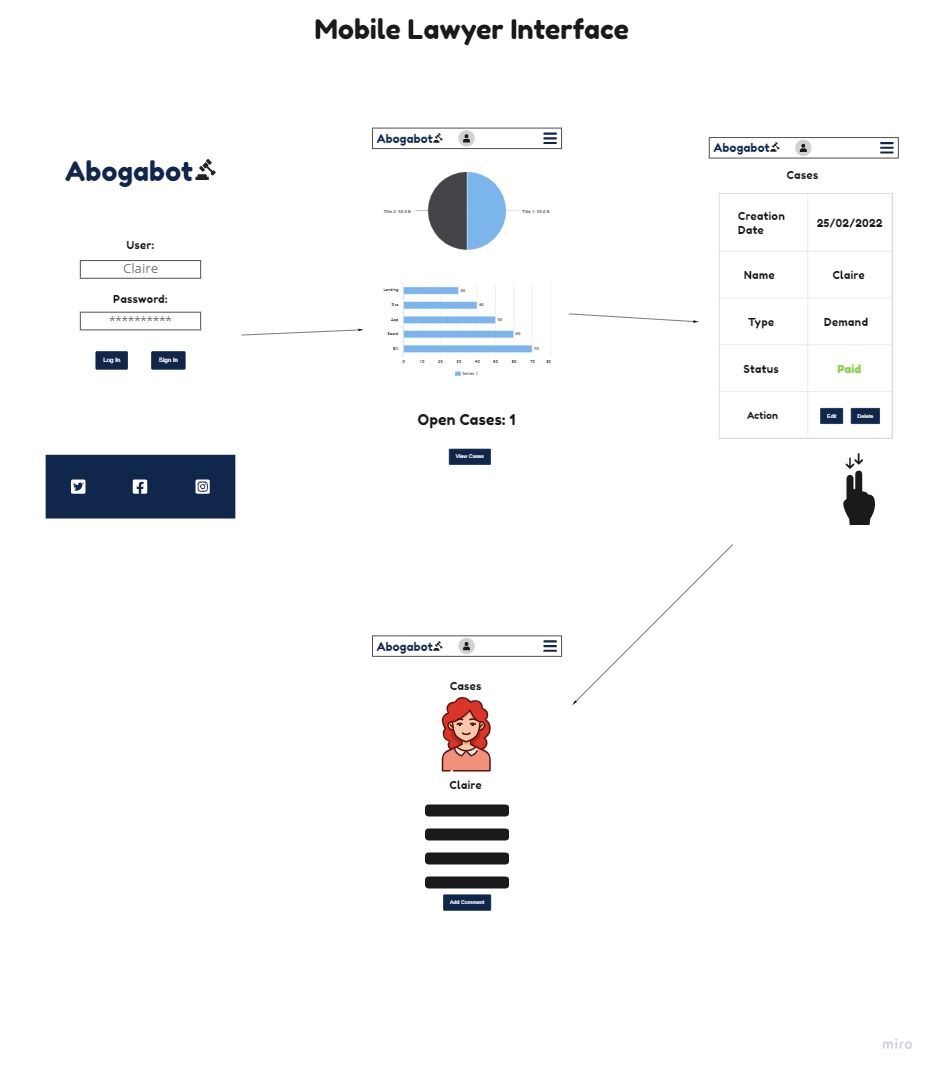 Mobile Lawyer Interface
Abogabot
User:
Claire
Password:
**********
Log In
Sign In
Abogabot
Title 2: 50.0 %
Title 1: 50.0 %
Landing
30
Site
40
App
50
Board
60
70
0 10 20 30 40 50 60 70 80
Series 1
Open Cases: 1
View Cases
Abogabot
Cases
Creation
Date
25/02/2022
Name
Claire
Type
Demand
Status
Paid
Action
Edit
Delete
Abogabot
Cases
Claire
Add Comment
miro